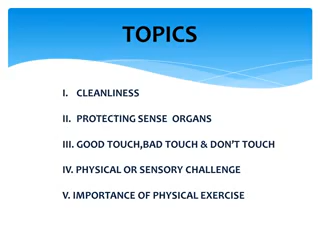 TOPICS
I. CLEANLINESS
II. PROTECTING SENSE ORGANS
III. GOOD TOUCH,BAD TOUCH & DON'T TOUCH
IV. PHYSICAL OR SENSORY CHALLENGE
V. IMPORTANCE OF PHYSICAL EXERCISE